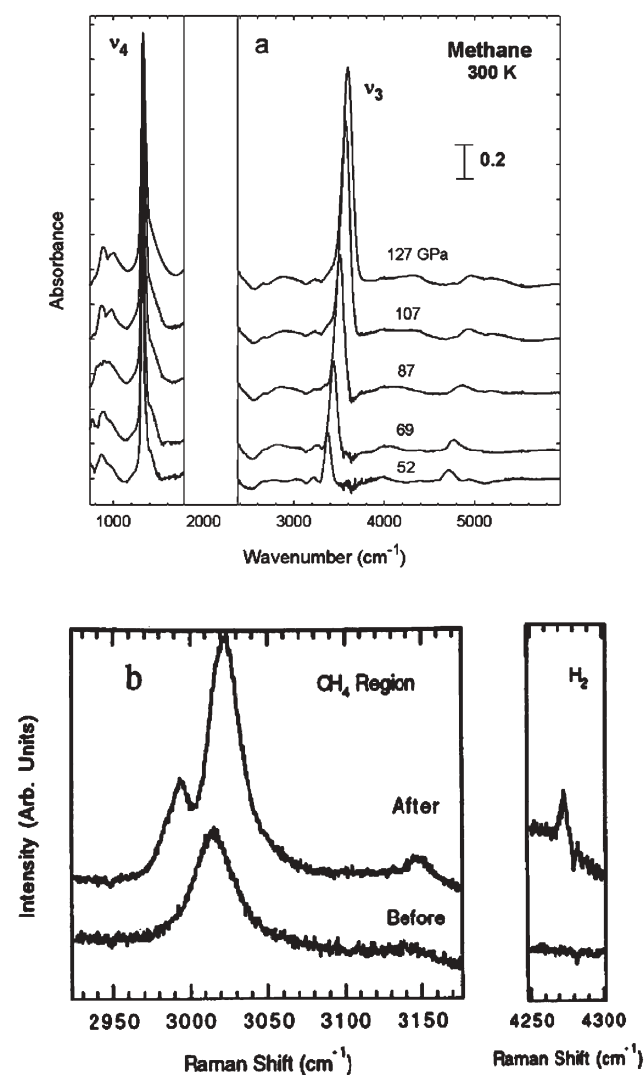 ν4
a
Methane
300 K
ν3
0.2
127 GPa
107
87
69
52
Absorbance
1000 2000 3000 4000 5000
Wavenumber (cm-1)
b
CH4 Region
H2
After
Before
Intensity (Arb. Units)
2950 3000 3050 3100 3150
4250 4300
Raman Shift (cm-1)
Raman Shift (cm-1)